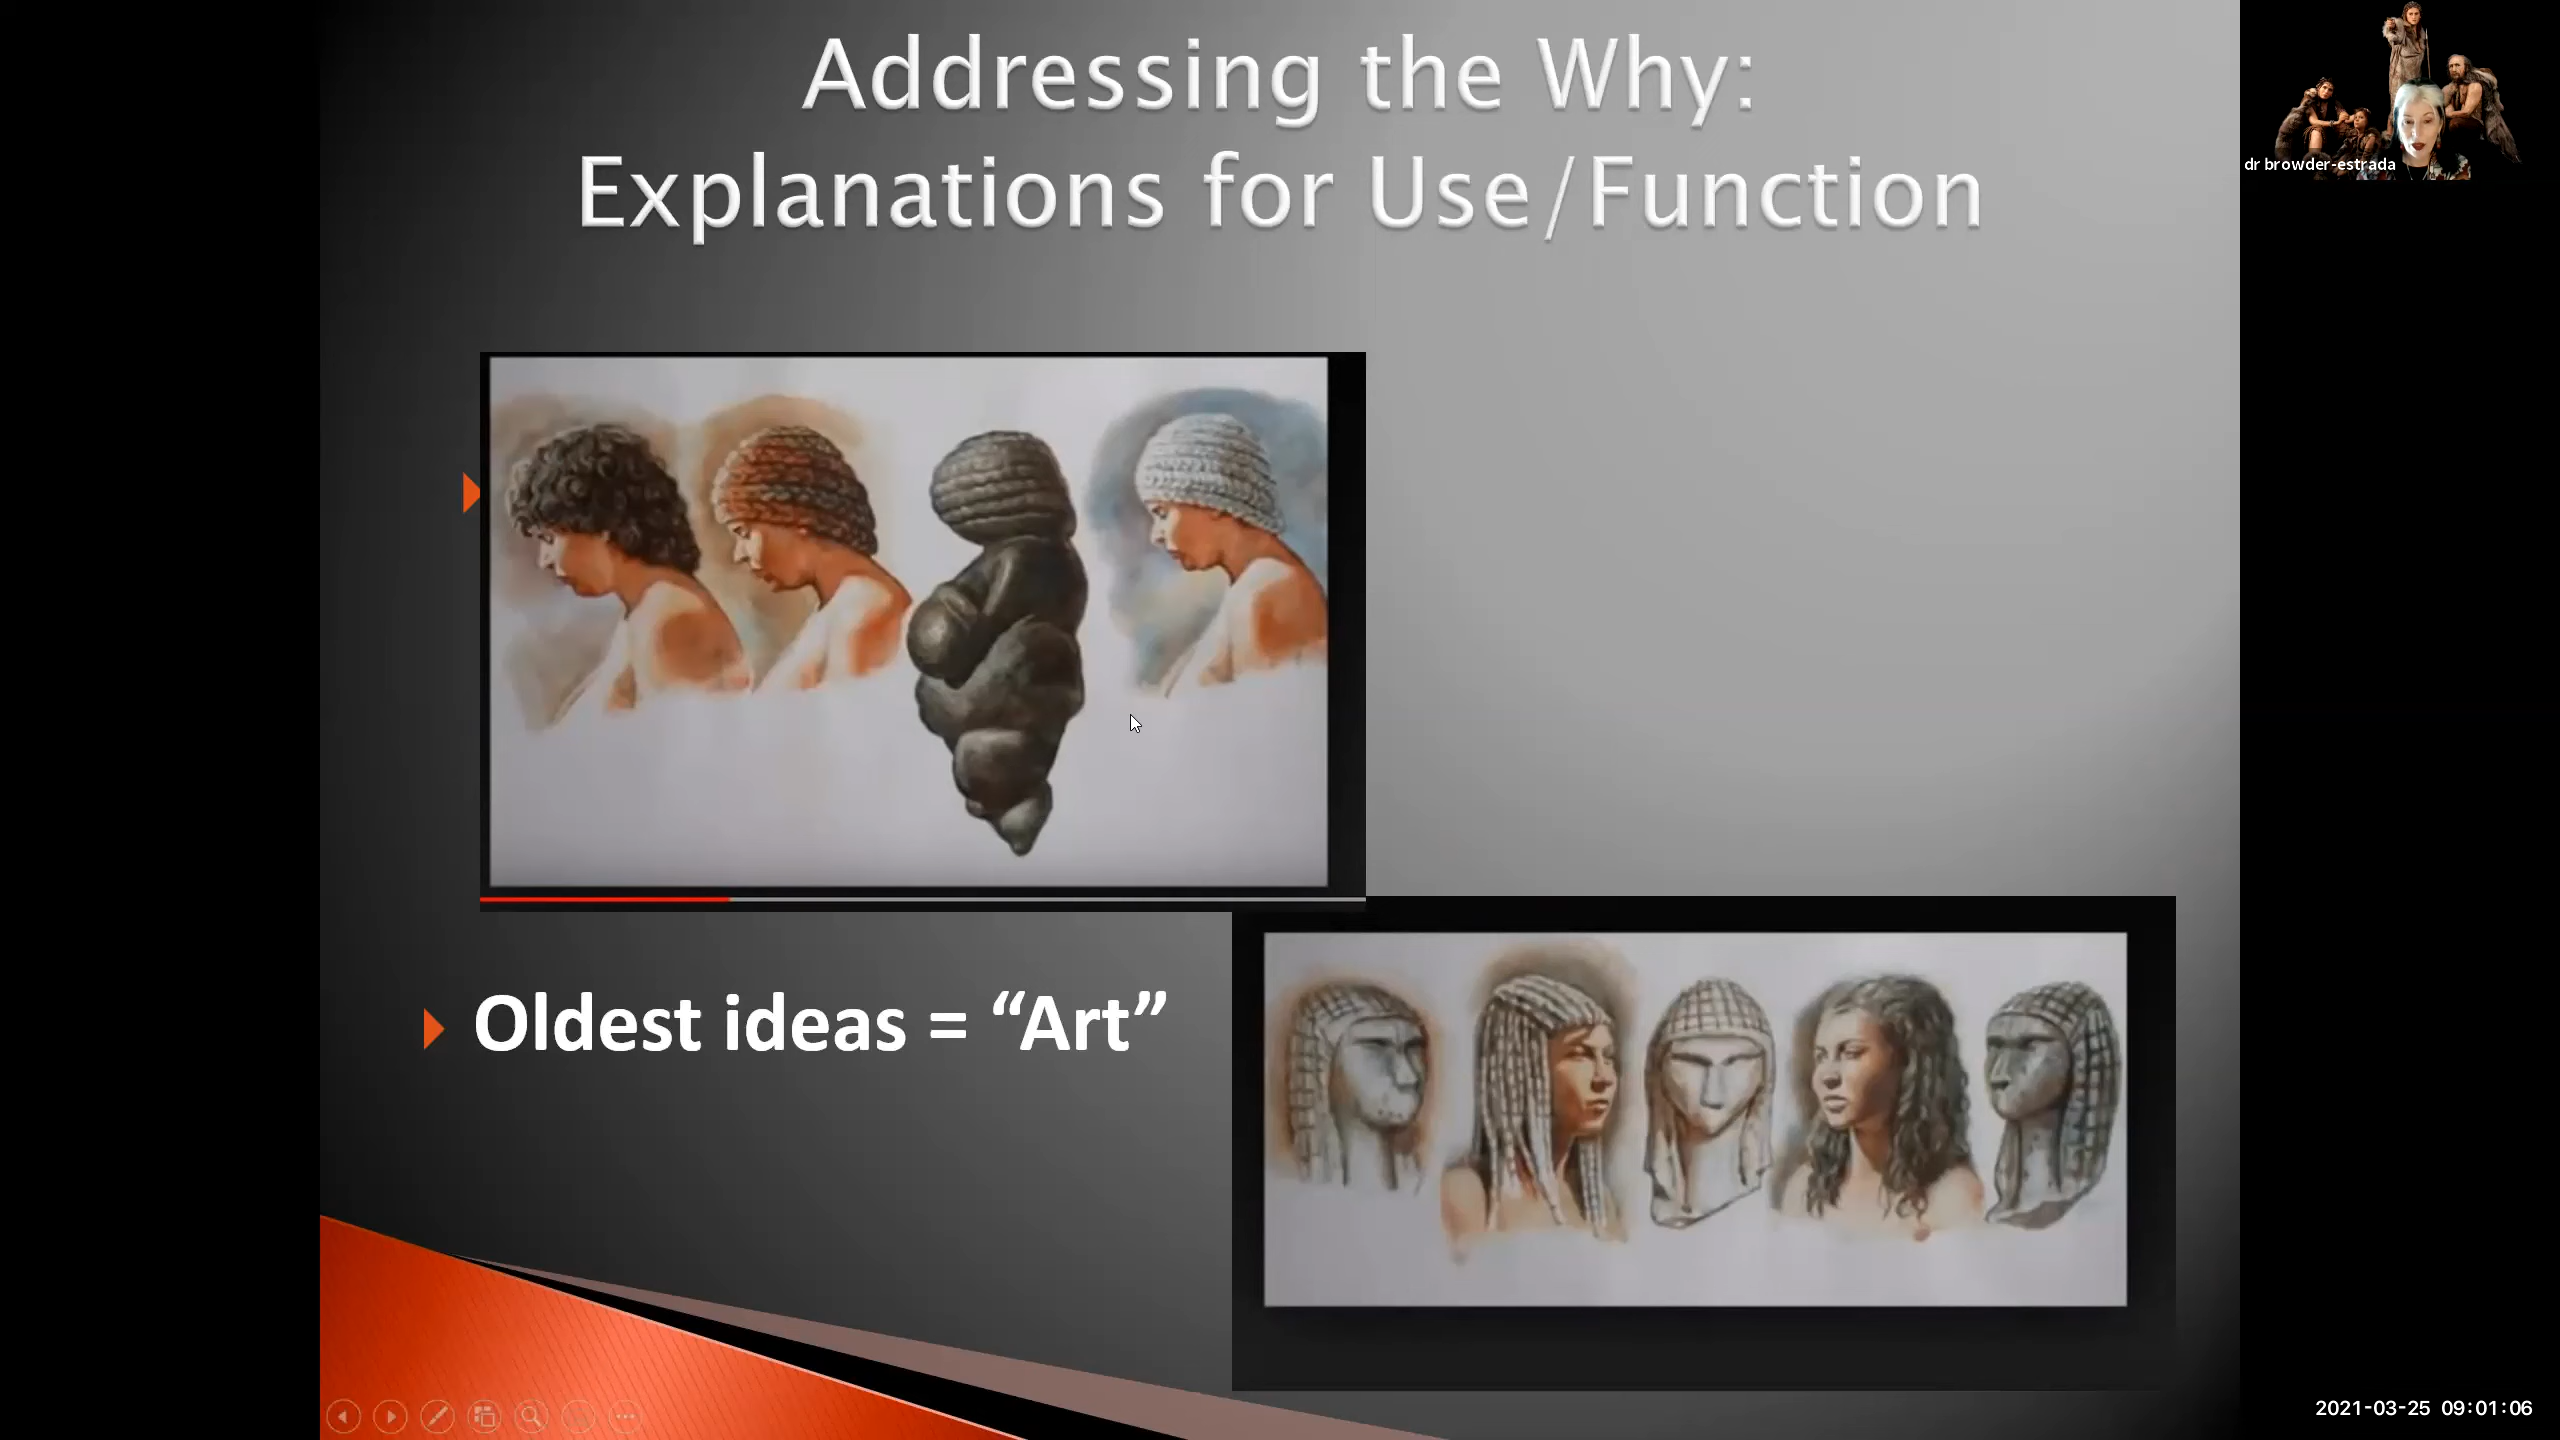 Addressing the Why:
Explanations for Use/Function
dr browder-estrada
Oldest ideas = “Art”
2021-03-25 09:01:06